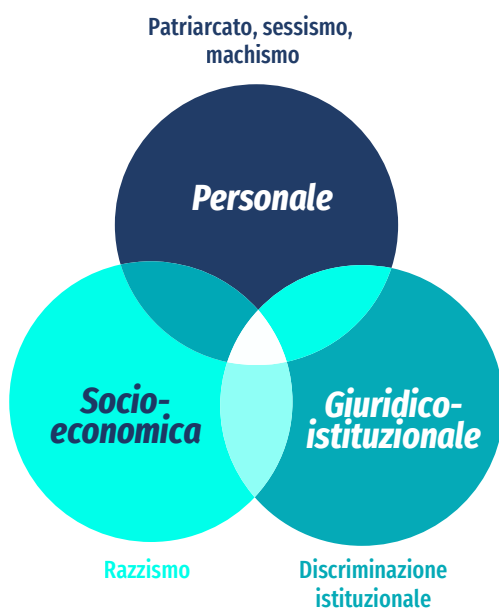 Patriarcato, sessismo,
machismo
Personale
Socio-
economica
Giuridico-
istituzionale
Razzismo
Discriminazione
istituzionale